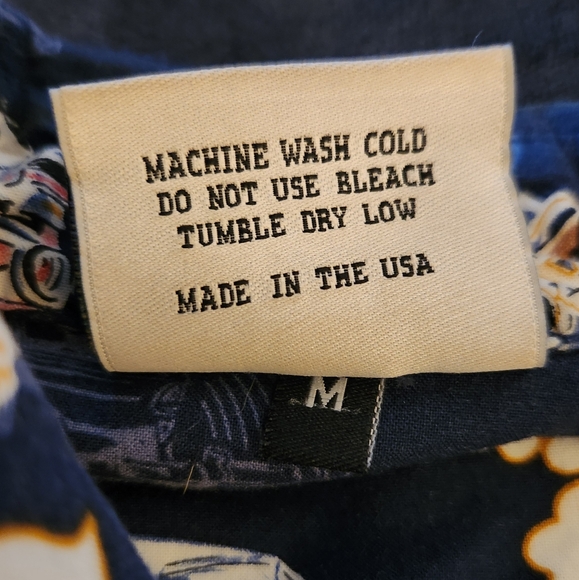 MACHINE WASH COLD
DO NOT USE BLEACH
TUMBLE DRY LOW
MADE IN THE USA
M